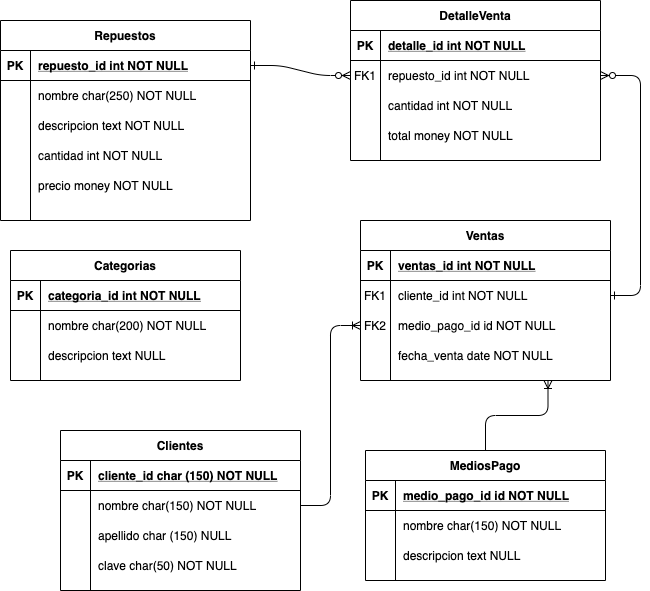 Repuestos
PK repuesto_id int NOT NULL
nombre char(250) NOT NULL
descripcion text NOT NULL
cantidad int NOT NULL
precio money NOT NULL
DetalleVenta
PK detalle_id int NOT NULL
FK1 repuesto_id int NOT NULL
cantidad int NOT NULL
total money NOT NULL
Categorias
PK categoria_id int NOT NULL
nombre char(200) NOT NULL
descripcion text NULL
Ventas
PK ventas_id int NOT NULL
FK1 cliente_id int NOT NULL
FK2 medio_pago_id id NOT NULL
fecha_venta date NOT NULL
Clientes
PK cliente_id char (150) NOT NULL
nombre char(150) NOT NULL
apellido char (150) NULL
clave char(50) NOT NULL
MediosPago
PK medio_pago_id id NOT NULL
nombre char(150) NOT NULL
descripcion text NULL